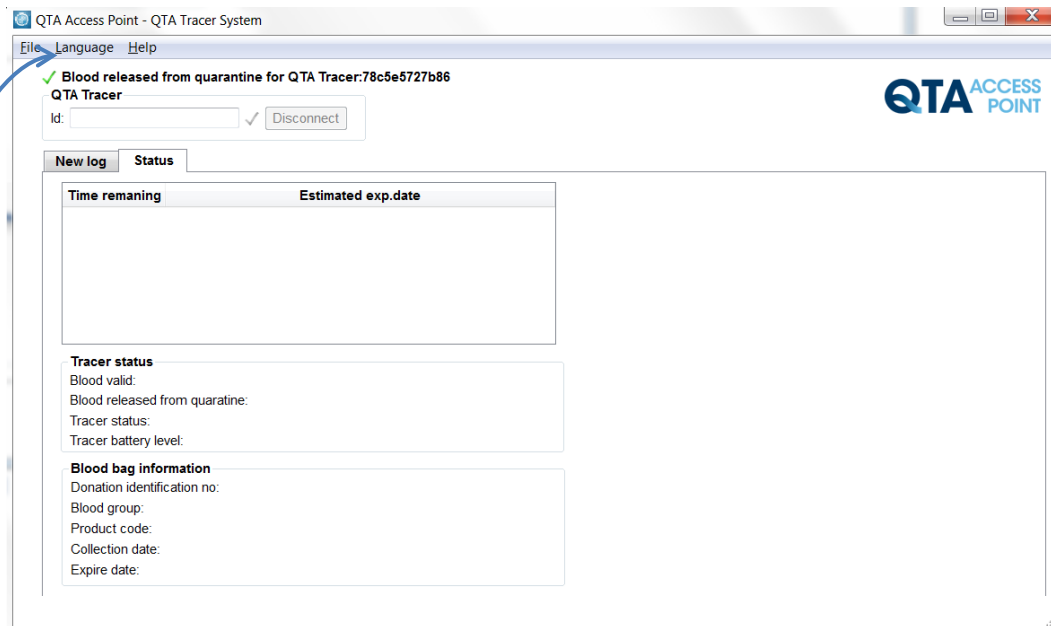 QTA Access Point - QTA Tracer System
File Language Help
Blood released from quarantine for QTA Tracer:78c5e5727b86
QTA ACCESS POINT
QTA Tracer
Id: Disconnect
New log Status
Time remaning Estimated exp.date
Tracer status
Blood valid:
Blood released from quaratine:
Tracer status:
Tracer battery level:
Blood bag information
Donation identification no:
Blood group:
Product code:
Collection date:
Expire date: